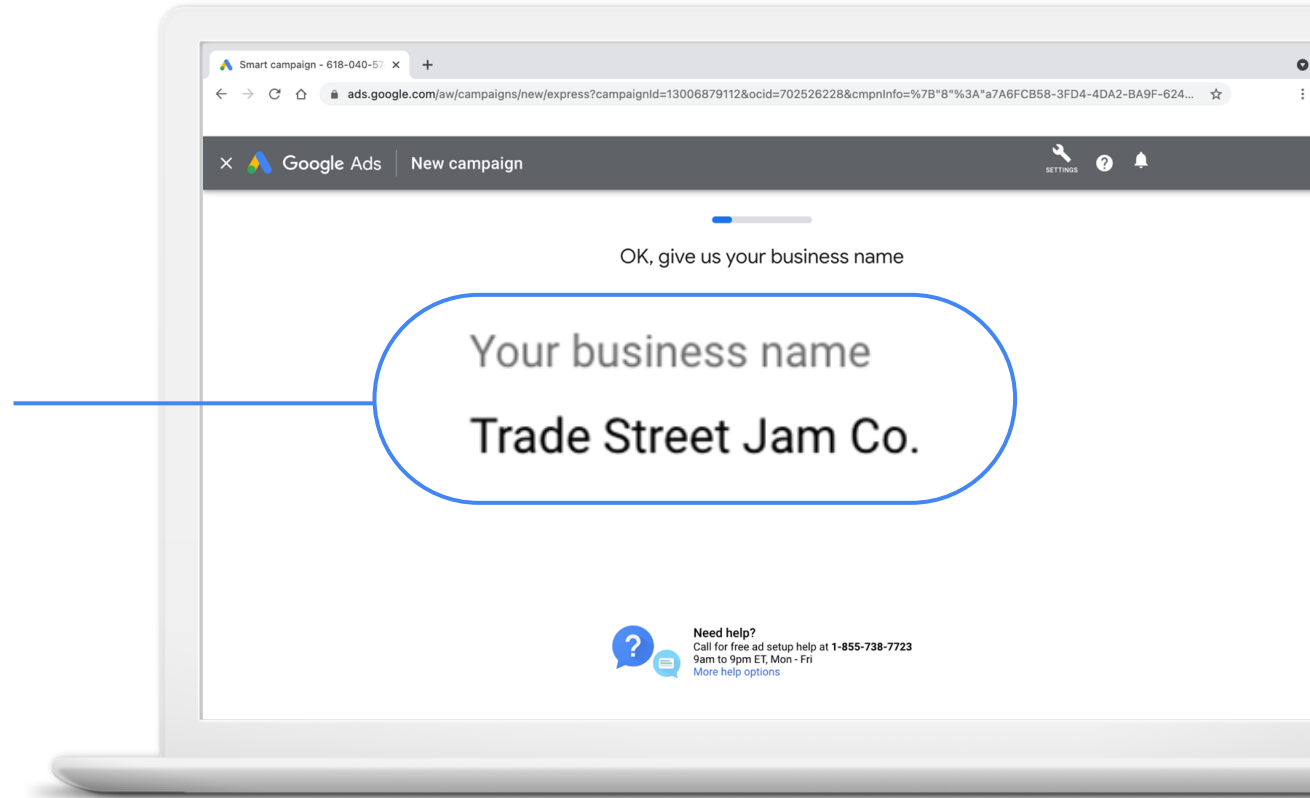 Smart campaign - 618-040-57
ads.google.com/aw/campaigns/new/express?campaignId=13006879112&ocid=702526228&cmpnInfo=%7B"8"%3A"a7A6FCB58-3FD4-4DA2-BA9F-624...
Google Ads New campaign
SETTINGS
OK, give us your business name
Your business name
Trade Street Jam Co.
Need help?
Call for free ad setup help at 1-855-738-7723
9am to 9pm ET, Mon - Fri
More help options